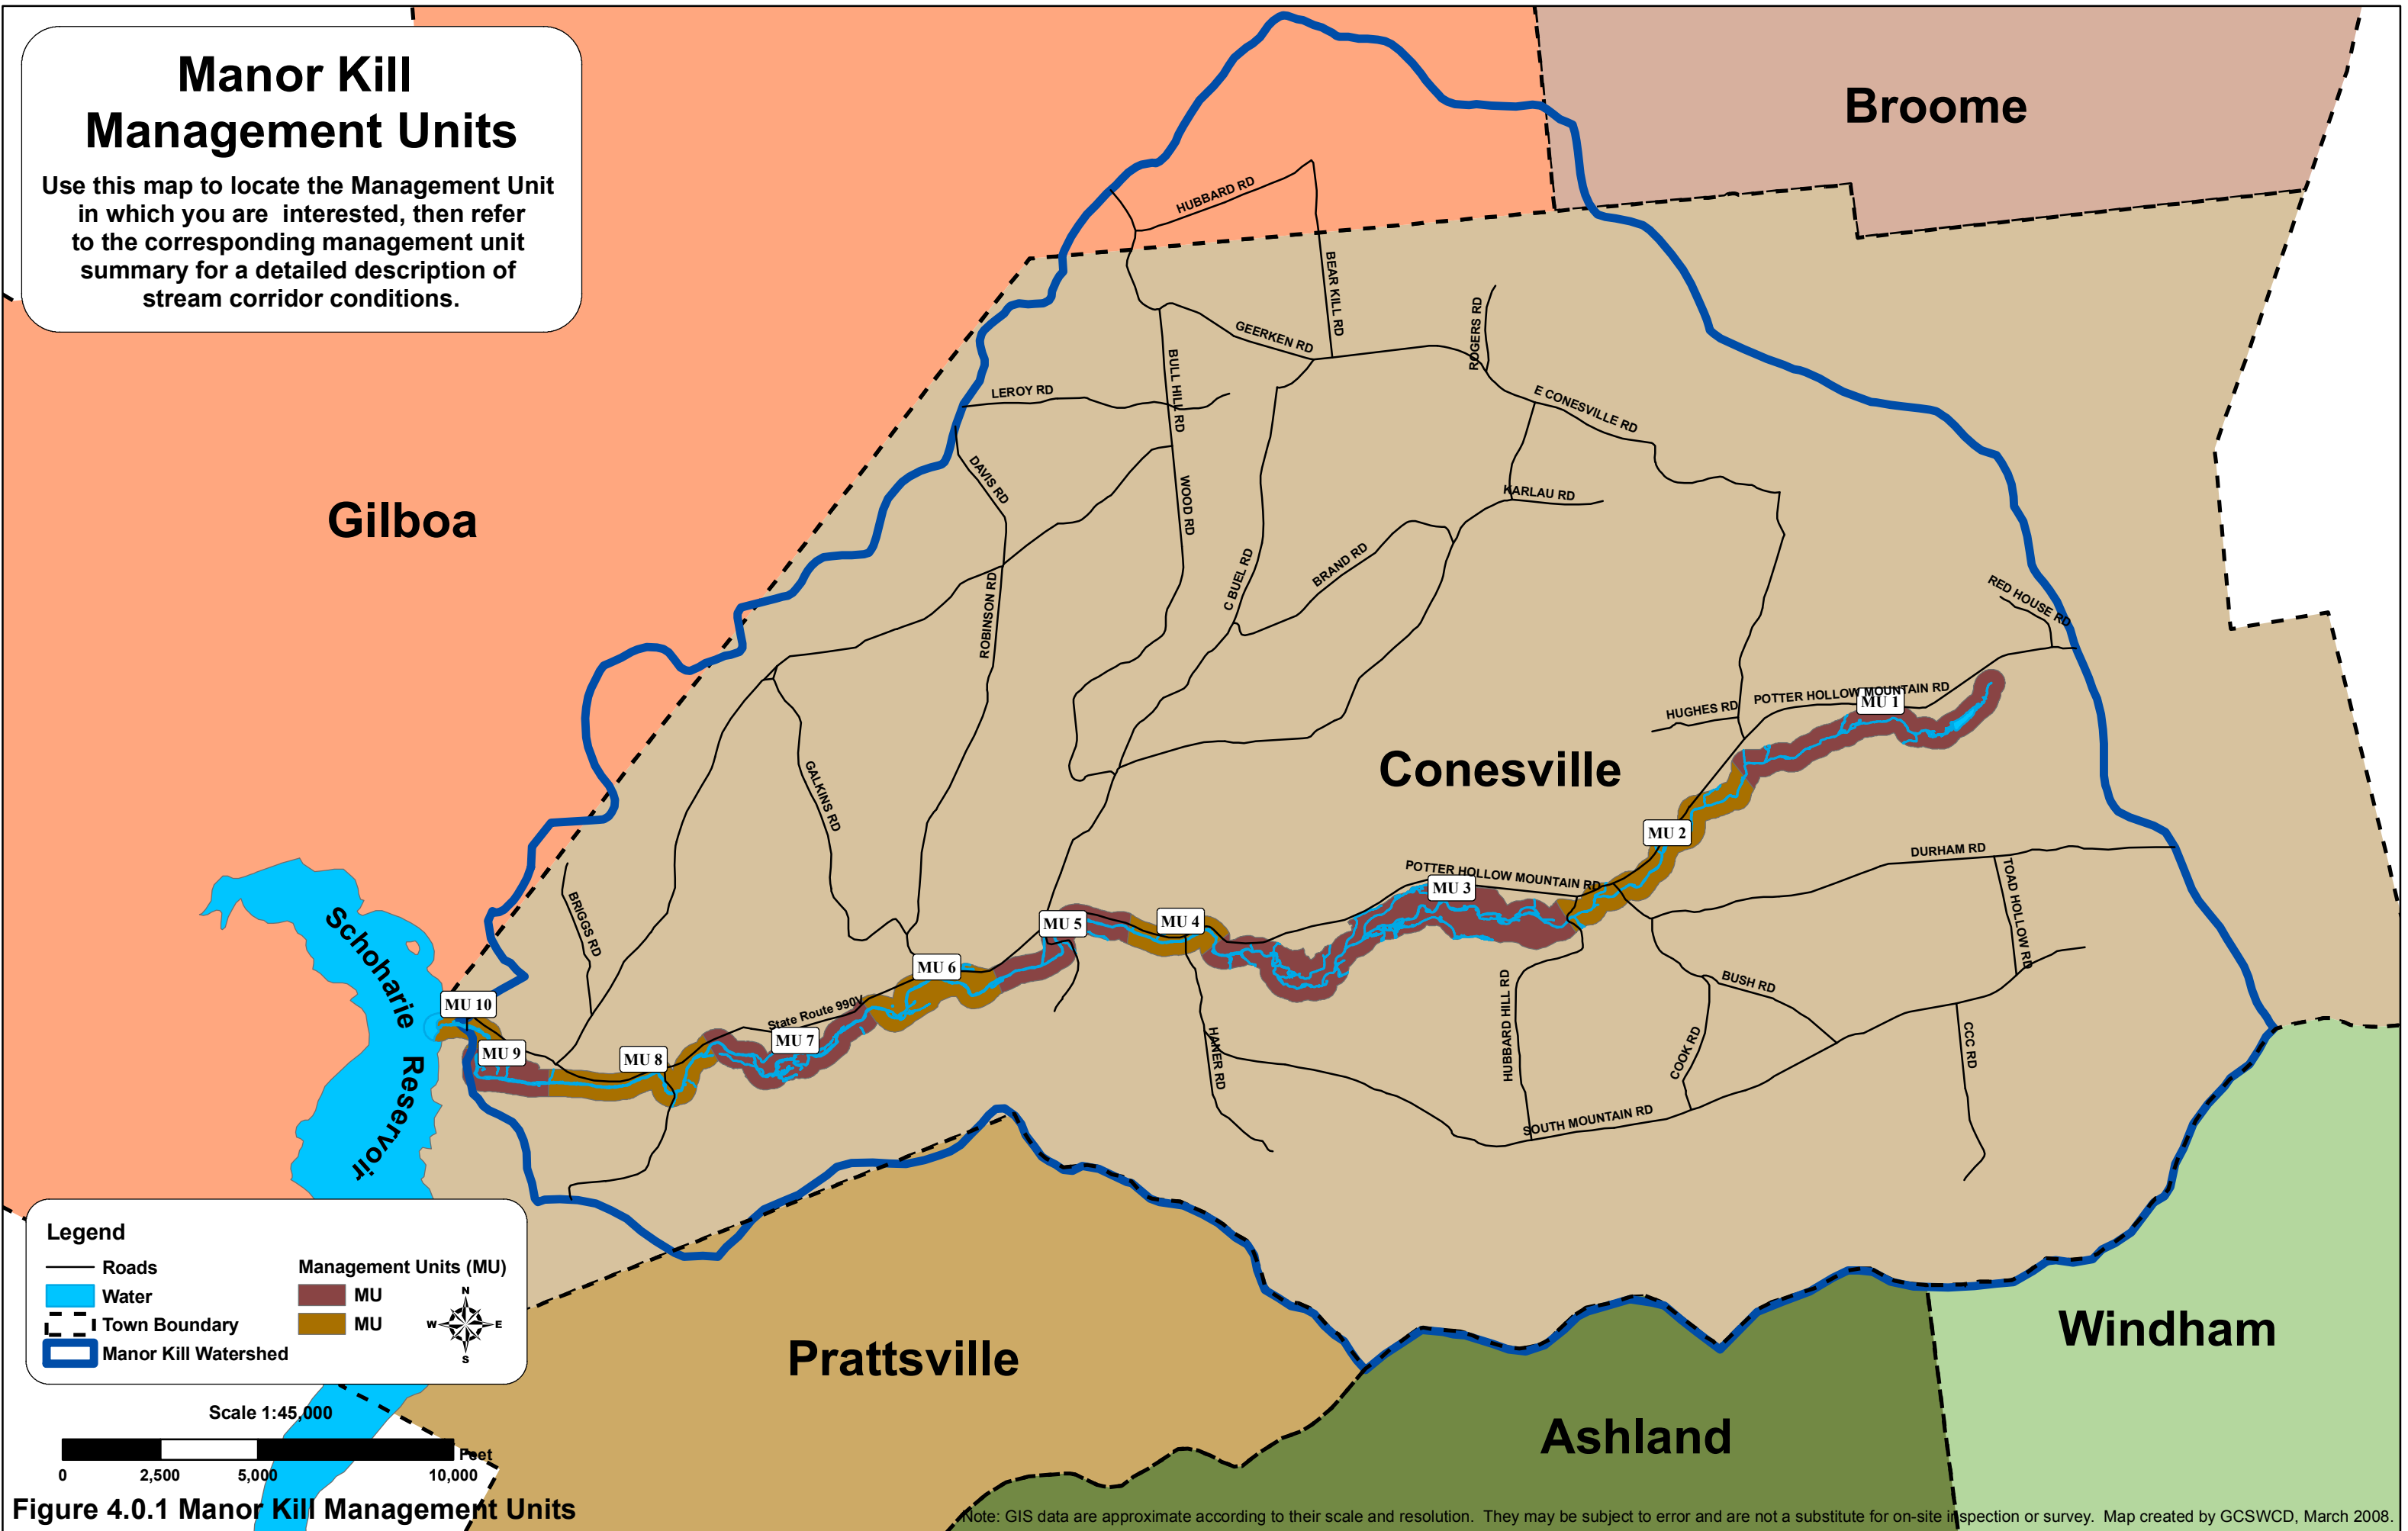 Manor Kill
Management Units
Use this map to locate the Management Unit
in which you are interested, then refer
to the corresponding management unit
summary for a detailed description of
stream corridor conditions.
Broome
Gilboa
Conesville
Prattsville
Ashland
Windham
HUBBARD RD
BEAR KILL RD
GEERKEN RD
ROGERS RD
BULL HILL RD
LEROY RD
E CONESVILLE RD
DAVIS RD
WOOD RD
KARLAU RD
BRAND RD
C BUEL RD
ROBINSON RD
RED HOUSE RD
HUGHES RD
POTTER HOLLOW MOUNTAIN RD
MU 1
GALKINS RD
MU 2
DURHAM RD
TOAD HOLLOW RD
POTTER HOLLOW MOUNTAIN RD
MU 3
MU 4
MU 5
BRIGGS RD
MU 6
State Route 990V
MU 7
MU 8
MU 9
MU 10
BUSH RD
HUBBARD HILL RD
COOK RD
HANER RD
CCC RD
SOUTH MOUNTAIN RD
Schoharie
Reservoir
Legend
Roads
Water
Town Boundary
Manor Kill Watershed
Management Units (MU)
MU
MU
N
W E
S
Scale 1:45,000
Feet
0 2,500 5,000 10,000
Figure 4.0.1 Manor Kill Management Units
Note: GIS data are approximate according to their scale and resolution. They may be subject to error and are not a substitute for on-site inspection or survey. Map created by GCSWCD, March 2008.